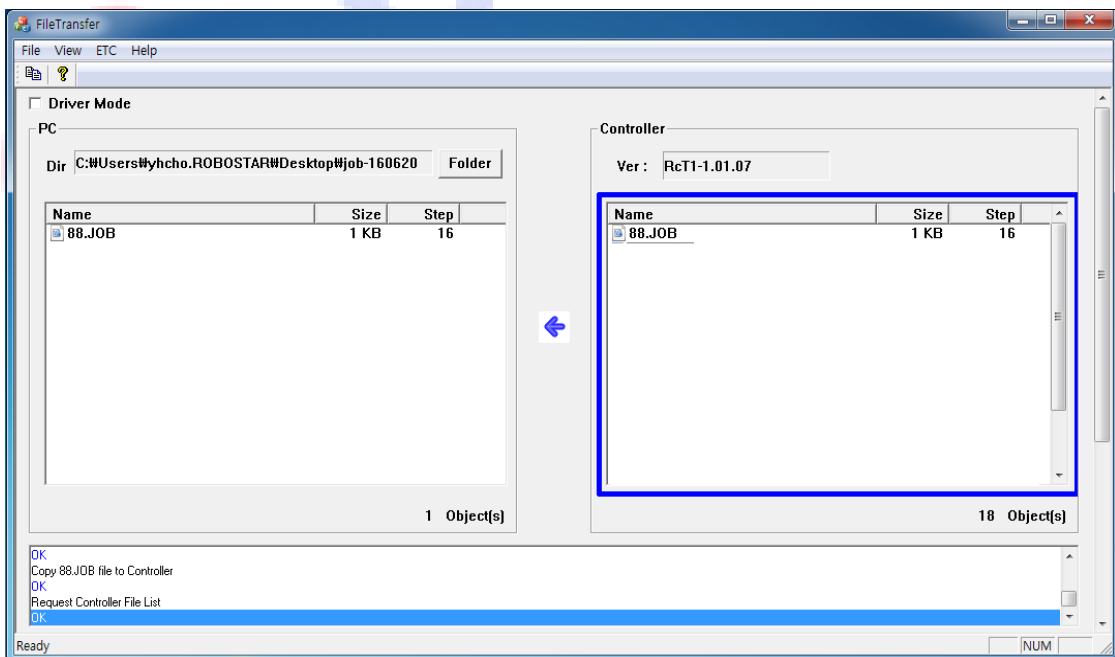 FileTransfer
File View ETC Help
Driver Mode
PC
Dir C:₩Users₩yhcho.ROBOSTAR₩Desktop₩job-160620 Folder
Name Size Step
88.JOB 1 KB 16
1 Object(s)
Controller
Ver : RcT1-1.01.07
Name Size Step
88.JOB 1 KB 16
18 Object(s)
OK
Copy 88.JOB file to Controller
OK
Request Controller File List
OK
Ready NUM